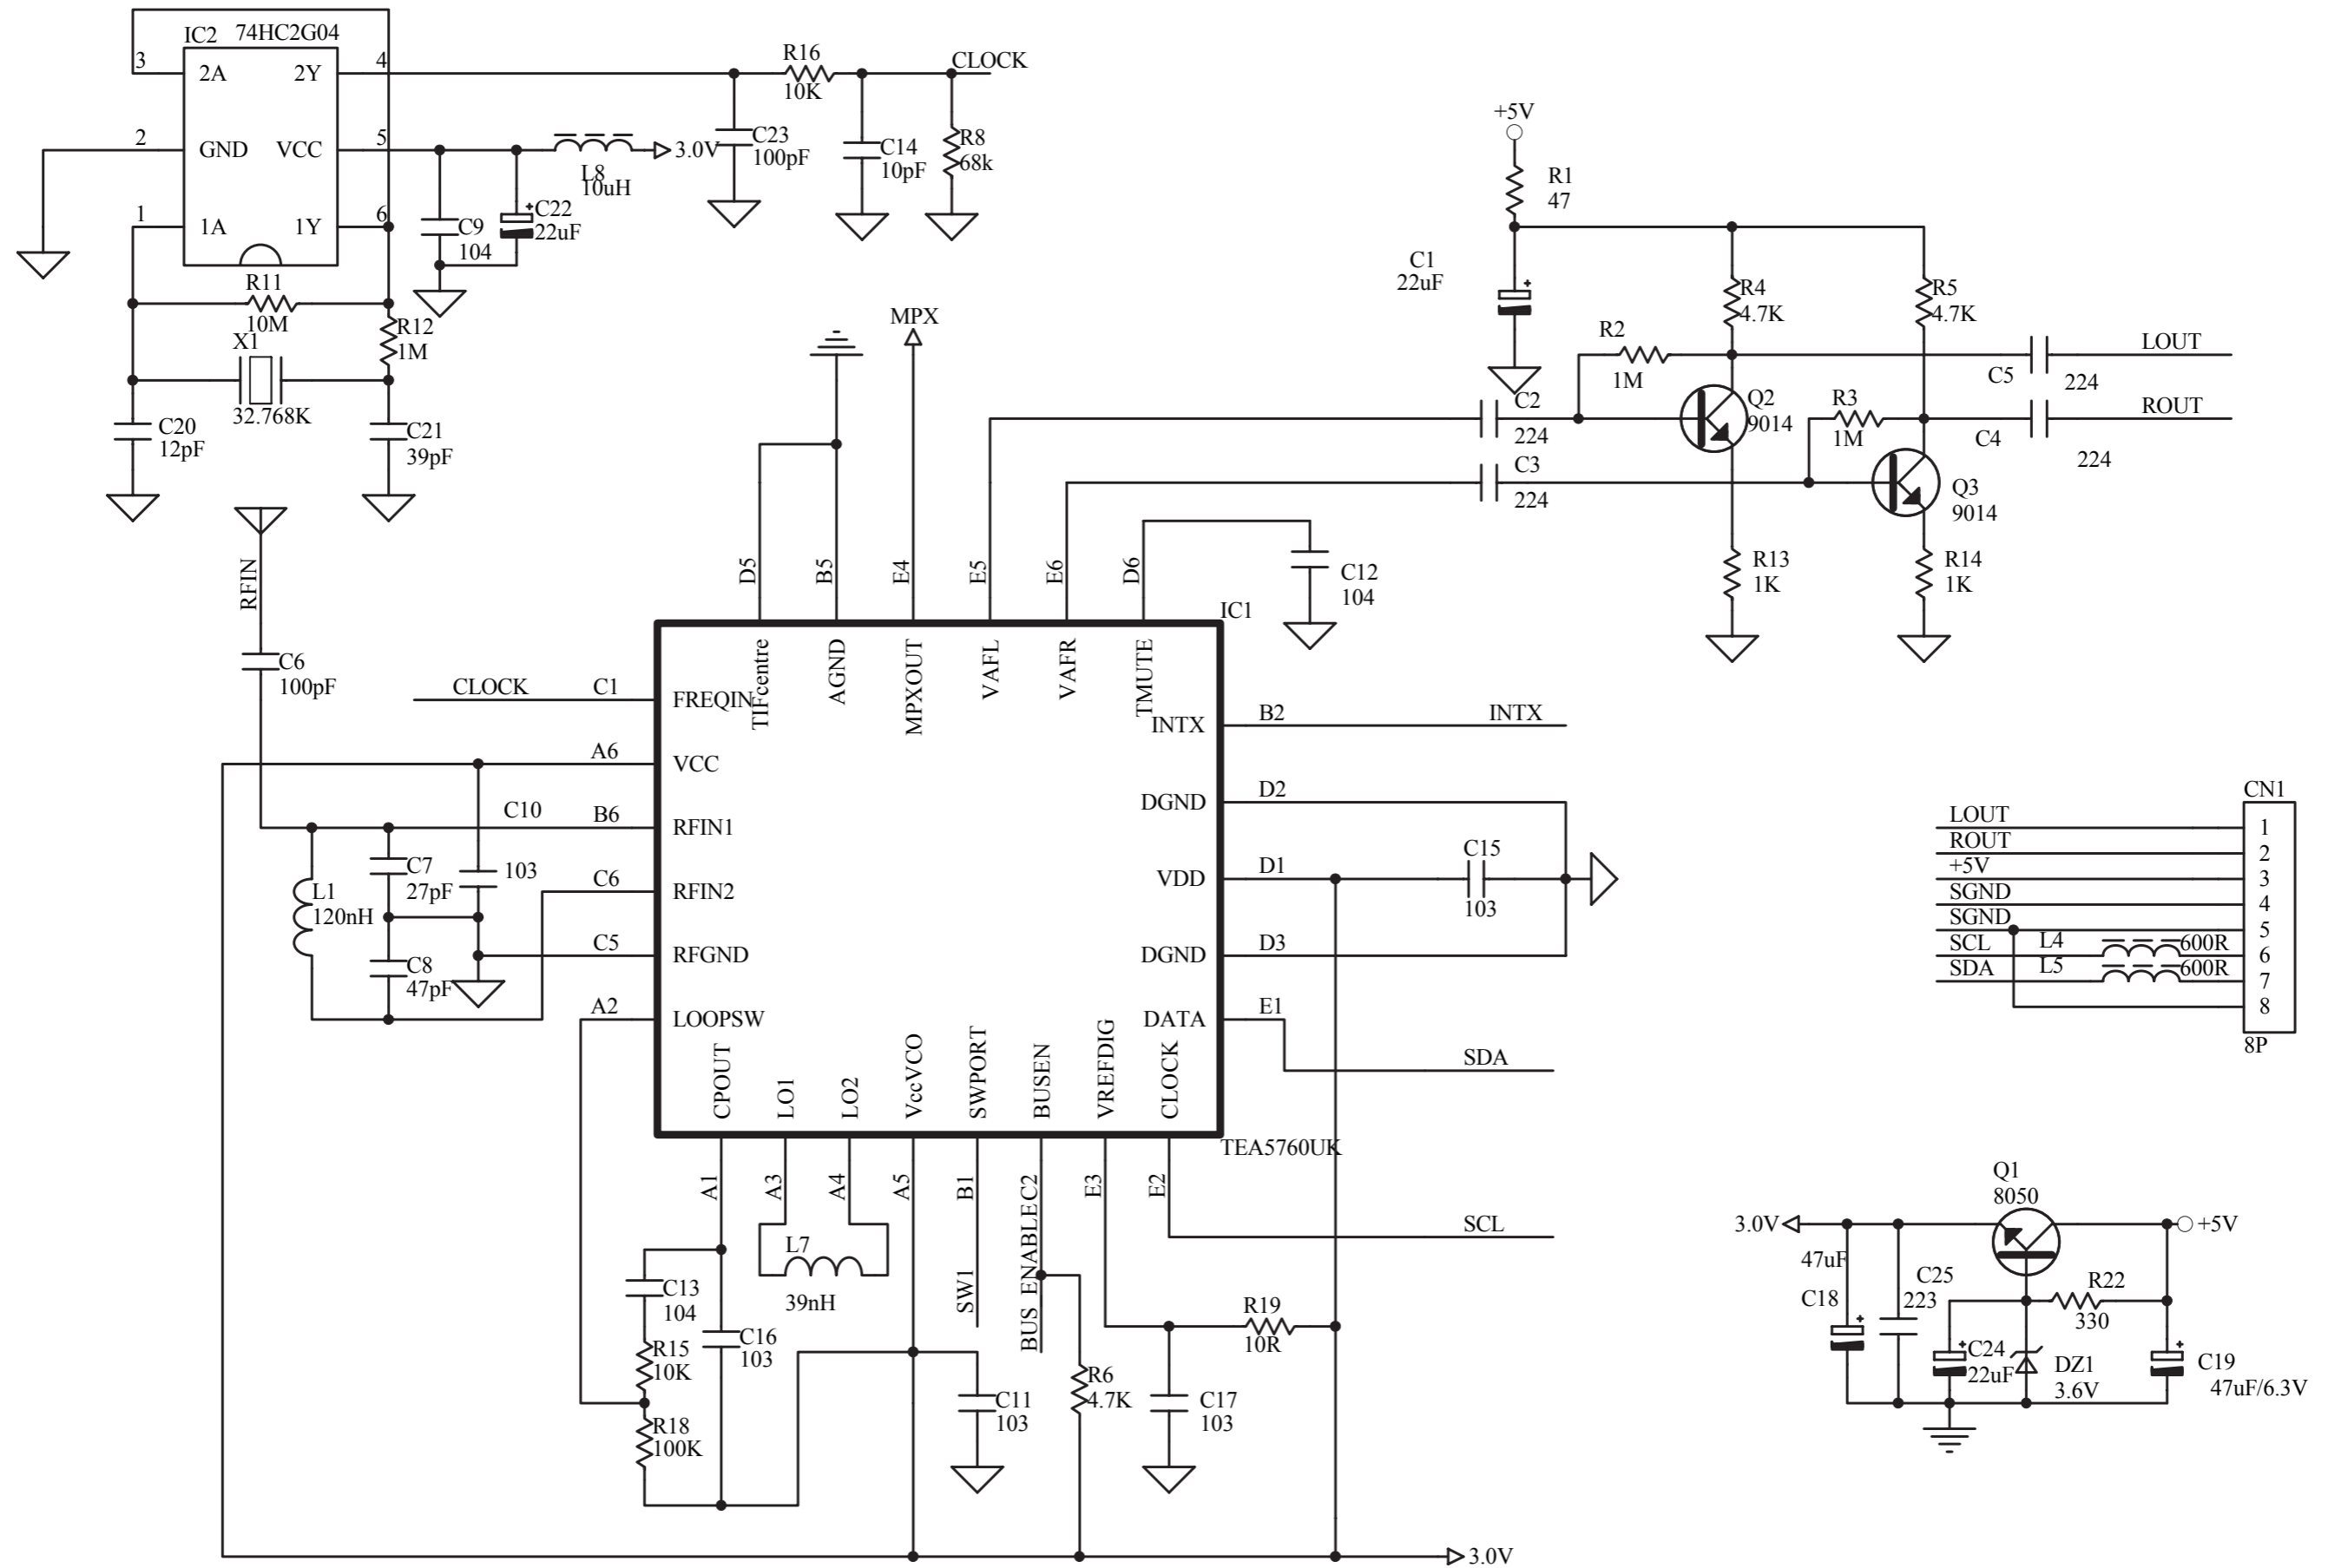 IC2 74HC2G04
3 2A 2Y 4
2 GND VCC 5
1 1A 1Y 6
R16
10K
CLOCK
C23
100pF
C14
10pF
R8
68k
L8
10uH
3.0V
C9
104
+
C22
22uF
R11
10M
R12
1M
X1
32.768K
C20
12pF
C21
39pF
RFIN
C6
100pF
MPX
+5V
R1
47
C1
22uF
+
R4
4.7K
R5
4.7K
R2
1M
C5
224
LOUT
C2
224
Q2
9014
R3
1M
C4
224
ROUT
C3
224
Q3
9014
R13
1K
R14
1K
C12
104
D5
B5
E4
E5
E6
D6
IC1
TIFcentre
AGND
MPXOUT
VAFL
VAFR
TMUTE
CLOCK C1 FREQIN
A6 VCC
C10
103
B6 RFIN1
C6 RFIN2
C5 RFGND
A2 LOOPSW
L1
120nH
C7
27pF
C8
47pF
INTX B2 INTX
DGND D2
VDD D1
C15
103
DGND D3
DATA E1
SDA
CPOUT
LO1
LO2
VccVCO
SWPORT
BUSEN
VREFDIG
CLOCK
TEA5760UK
A1
A3
A4
A5
B1
C2
E3
E2
SW1
BUS ENABLE
SCL
L7
39nH
C13
104
R15
10K
R18
100K
C16
103
C11
103
R6
4.7K
C17
103
R19
10R
3.0V
CN1
LOUT 1
ROUT 2
+5V 3
SGND 4
SGND 5
SCL L4 600R 6
SDA L5 600R 7
8
8P
Q1
8050
3.0V
+5V
47uF
C18
+
C25
223
R22
330
+
C24
22uF
DZ1
3.6V
+
C19
47uF/6.3V